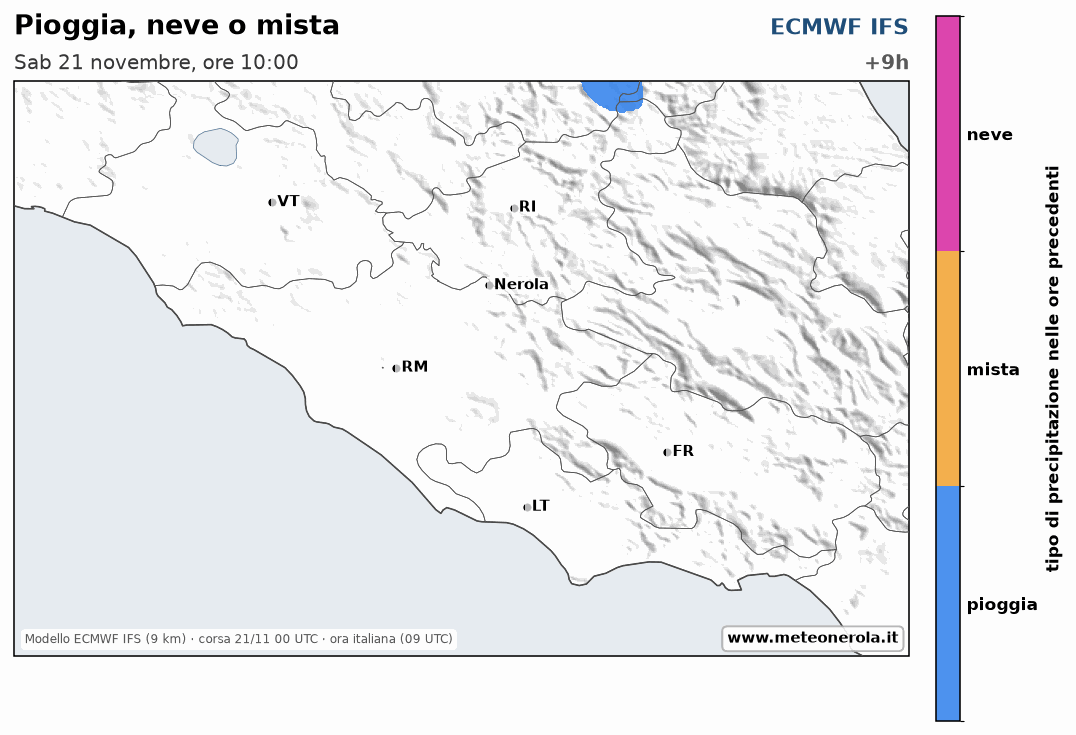 Pioggia, neve o mista
ECMWF IFS
Sab 21 novembre, ore 10:00
+9h
neve
mista
pioggia
tipo di precipitazione nelle ore precedenti
VT
RI
Nerola
RM
FR
LT
Modello ECMWF IFS (9 km) · corsa 21/11 00 UTC · ora italiana (09 UTC)
www.meteonerola.it